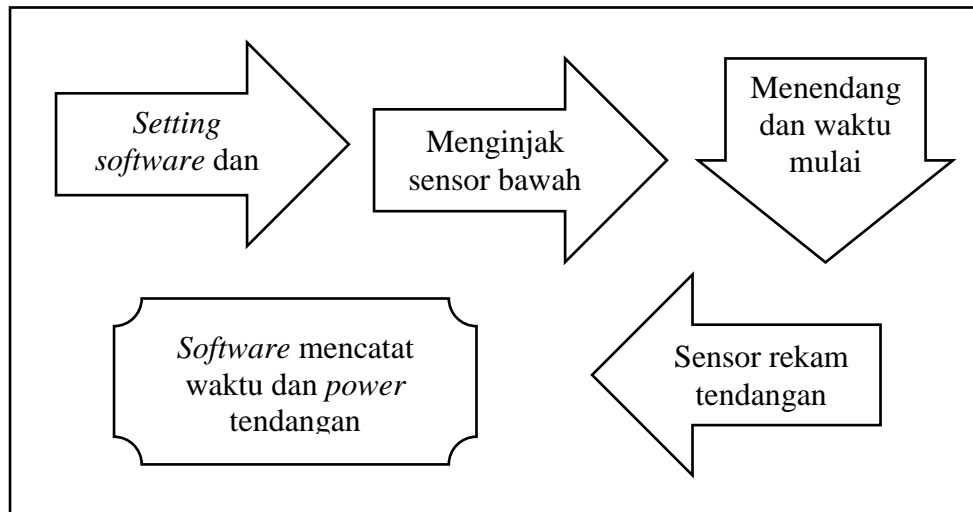 Setting
software dan
Menginjak
sensor bawah
Menendang
dan waktu
mulai
Sensor rekam
tendangan
Software mencatat
waktu dan power
tendangan